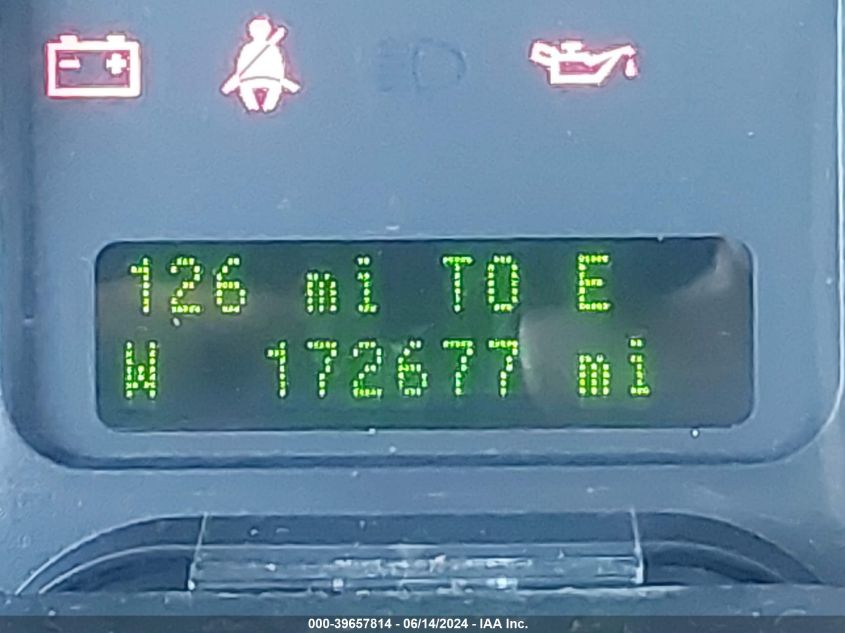 126 mi TO E
W 172677 mi
000-39657814 - 06/14/2024 - IAA Inc.